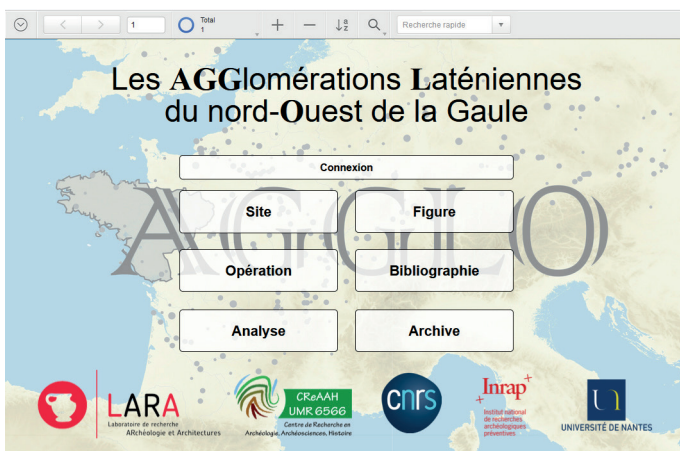 1
Total
1
Recherche rapide
Les AGGlomérations Laténiennes
du nord-Ouest de la Gaule
AGGLO
Connexion
Site
Figure
Opération
Bibliographie
Analyse
Archive
LARA
Laboratoire de recherche
ARchéologie et Architectures
CReAAH
UMR 6566
Centre de Recherche en
Archéologie, Archéosciences, Histoire
cnrs
Inrap
Institut national
de recherches
archéologiques
préventives
UNIVERSITÉ DE NANTES